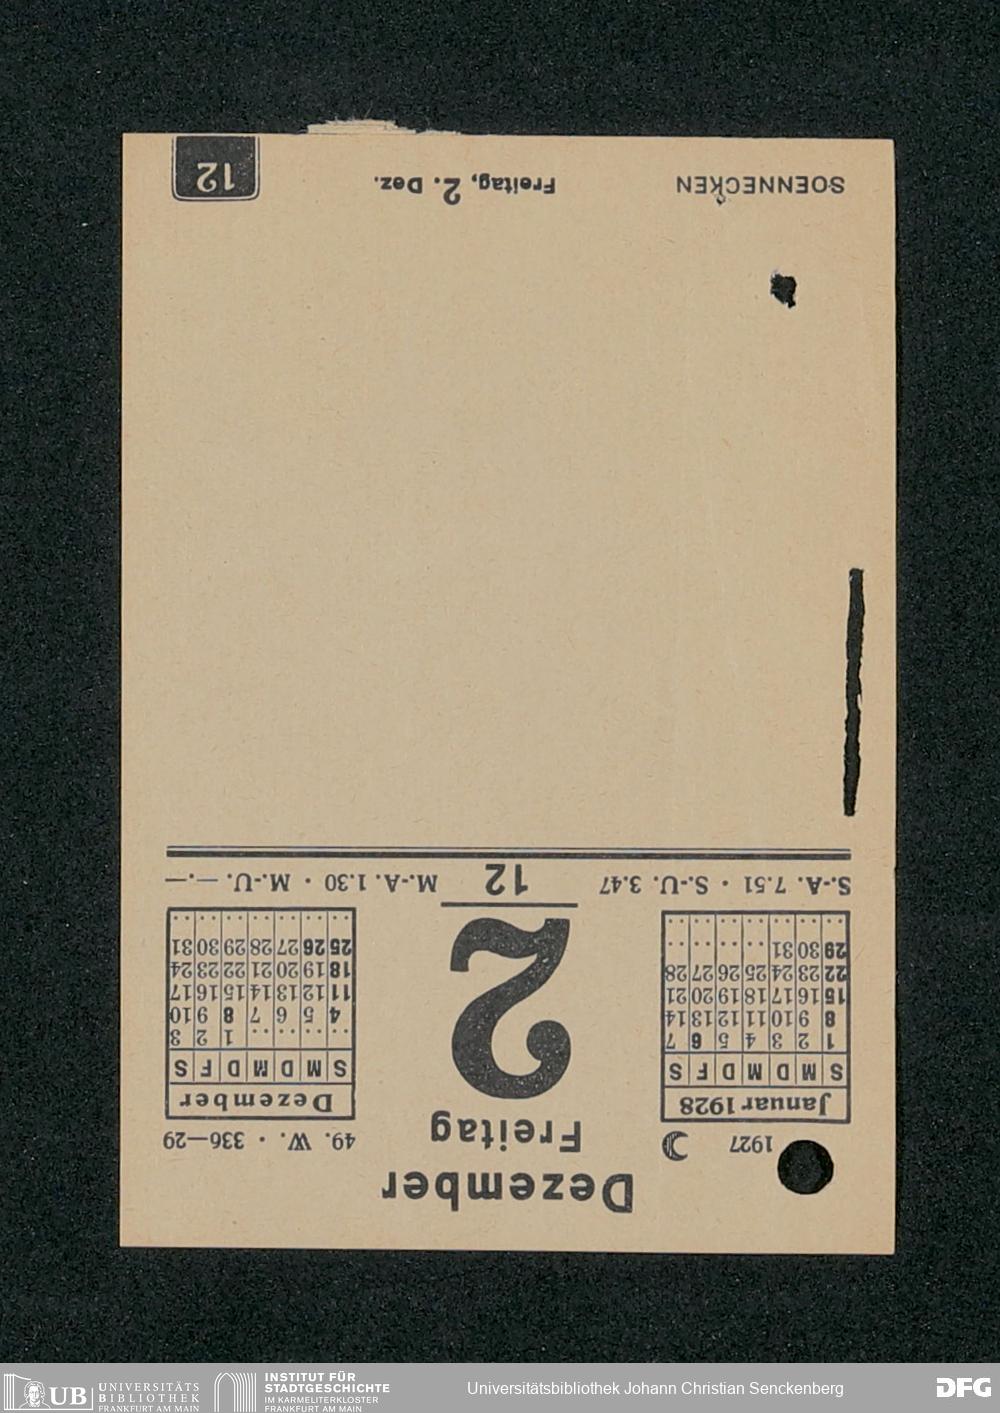 Dezember
1927 Freitag 49. W. · 336—29
Januar 1928
S M D M D F S
1 2 3 4 5 6 7
8 9 10 11 12 13 14
15 16 17 18 19 20 21
22 23 24 25 26 27 28
29 30 31
2
Dezember
S M D M D F S
1 2 3
4 5 6 7 8 9 10
11 12 13 14 15 16 17
18 19 20 21 22 23 24
25 26 27 28 29 30 31
S.-A. 7.51 · S.-U. 3.47 12 M.-A. 1.30 · M.-U. —.—
SOENNECKEN Freitag, 2. Dez. 12
UB UNIVERSITÄTS
BIBLIOTHEK
FRANKFURT AM MAIN
INSTITUT FÜR
STADTGESCHICHTE
IM KARMELITERKLOSTER
FRANKFURT AM MAIN
Universitätsbibliothek Johann Christian Senckenberg
DFG